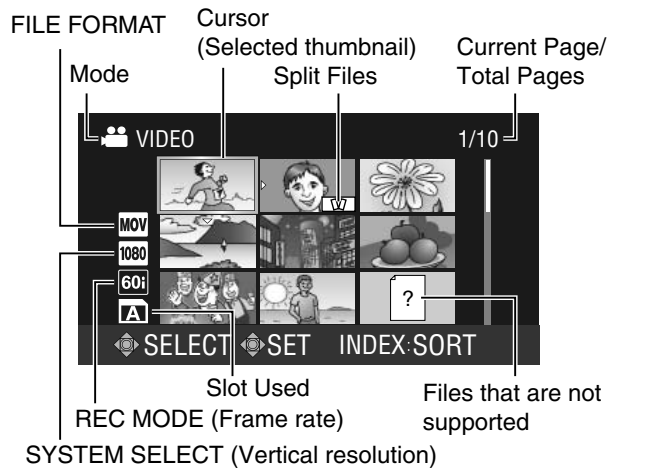 FILE FORMAT
Cursor
(Selected thumbnail)
Current Page/
Total Pages
Mode
Split Files
VIDEO
1/10
MOV
1080
60i
A
?
SELECT SET INDEX:SORT
Slot Used
Files that are not
supported
REC MODE (Frame rate)
SYSTEM SELECT (Vertical resolution)